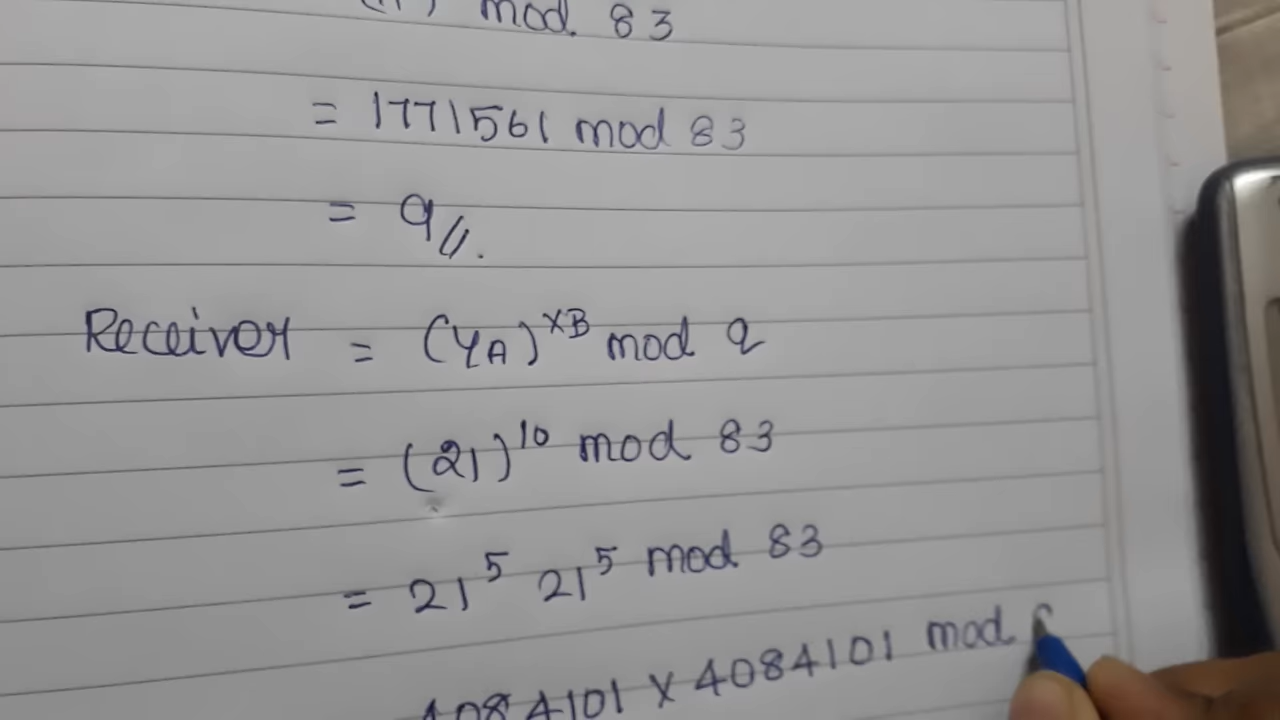 mod. 83
= 1771561 mod 83
= 9//.
Receiver = (YA)^XB mod q
= (21)^10 mod 83
= 21^5 21^5 mod 83
4084101 x 4084101 mod